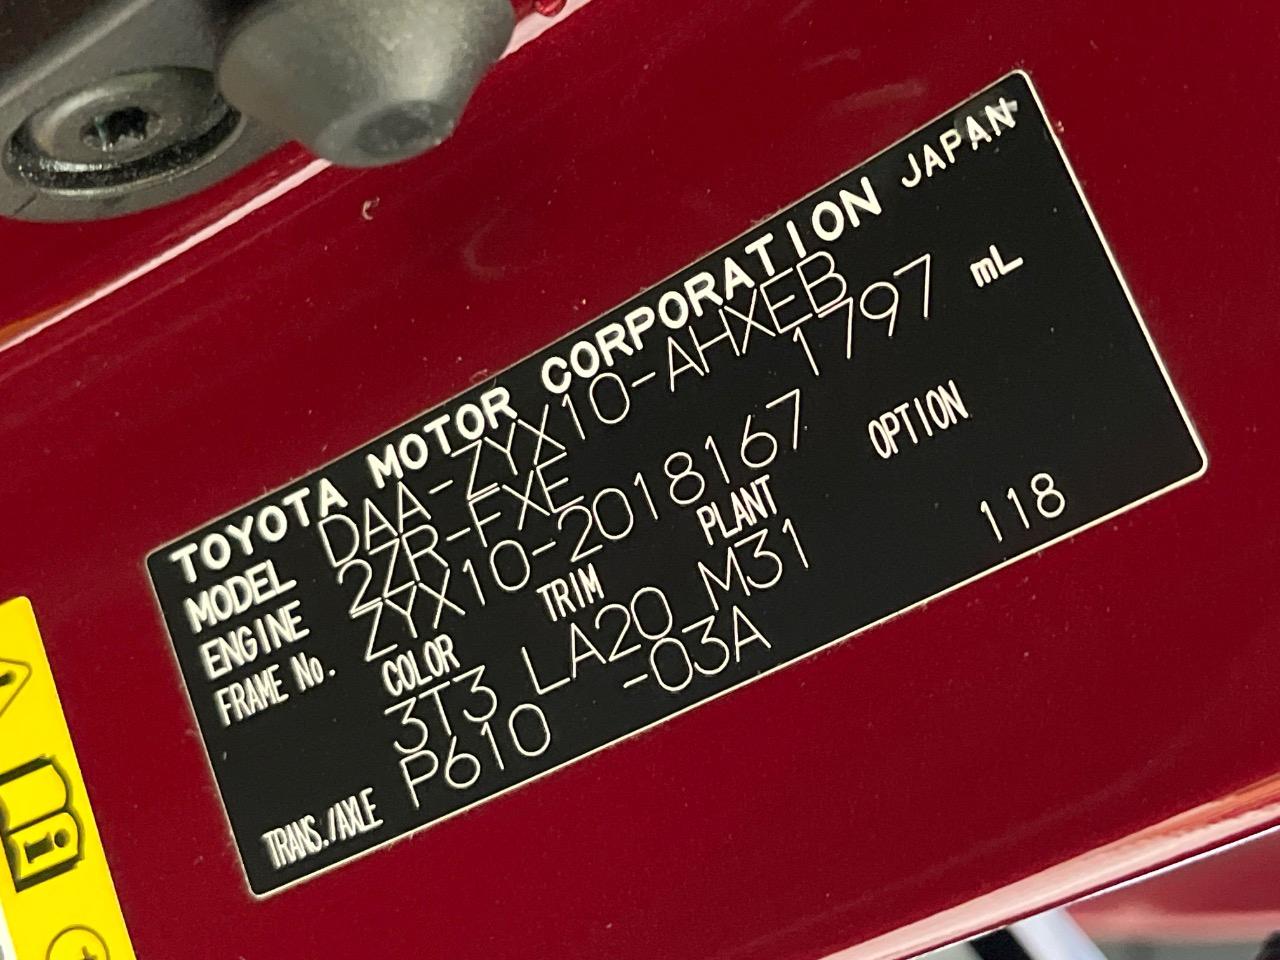 TOYOTA MOTOR CORPORATION JAPAN
MODEL DAA-ZYX10-AHXEB
ENGINE 2ZR-FXE 1797 mL
FRAME No. ZYX10-2018167
COLOR TRIM PLANT OPTION
3T3 LA20 M31 118
TRANS./AXLE P610 -03A